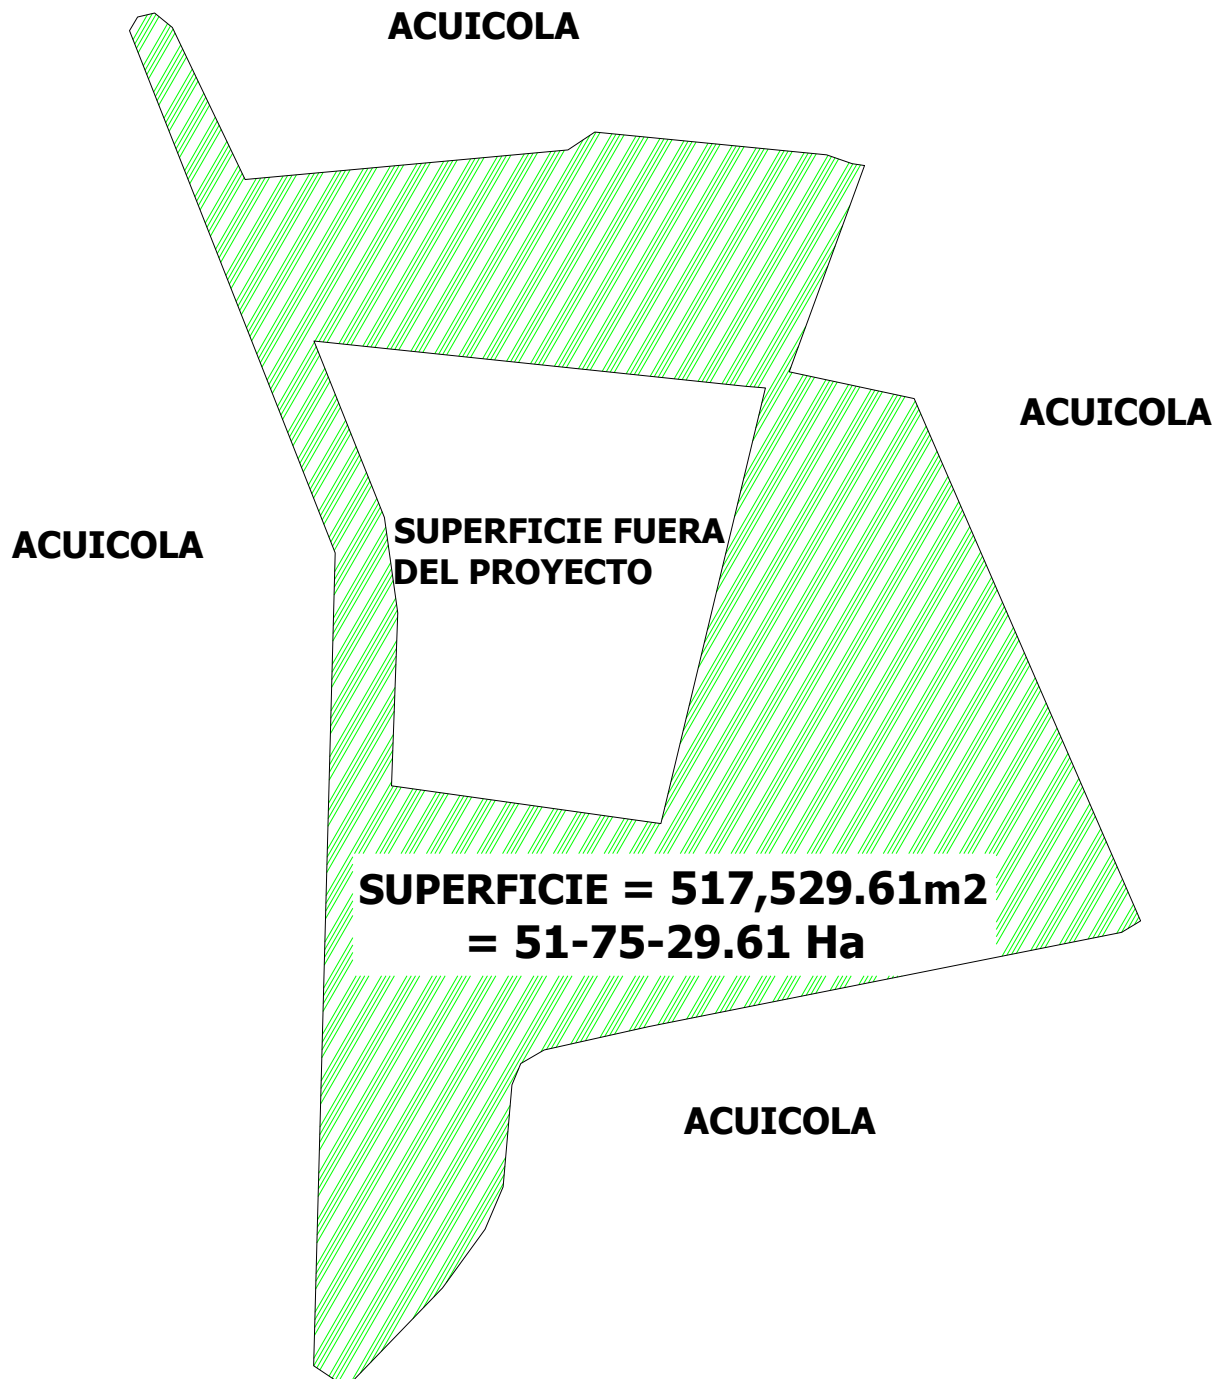 ACUICOLA
ACUICOLA
SUPERFICIE FUERA
DEL PROYECTO
ACUICOLA
SUPERFICIE = 517,529.61m2
= 51-75-29.61 Ha
ACUICOLA